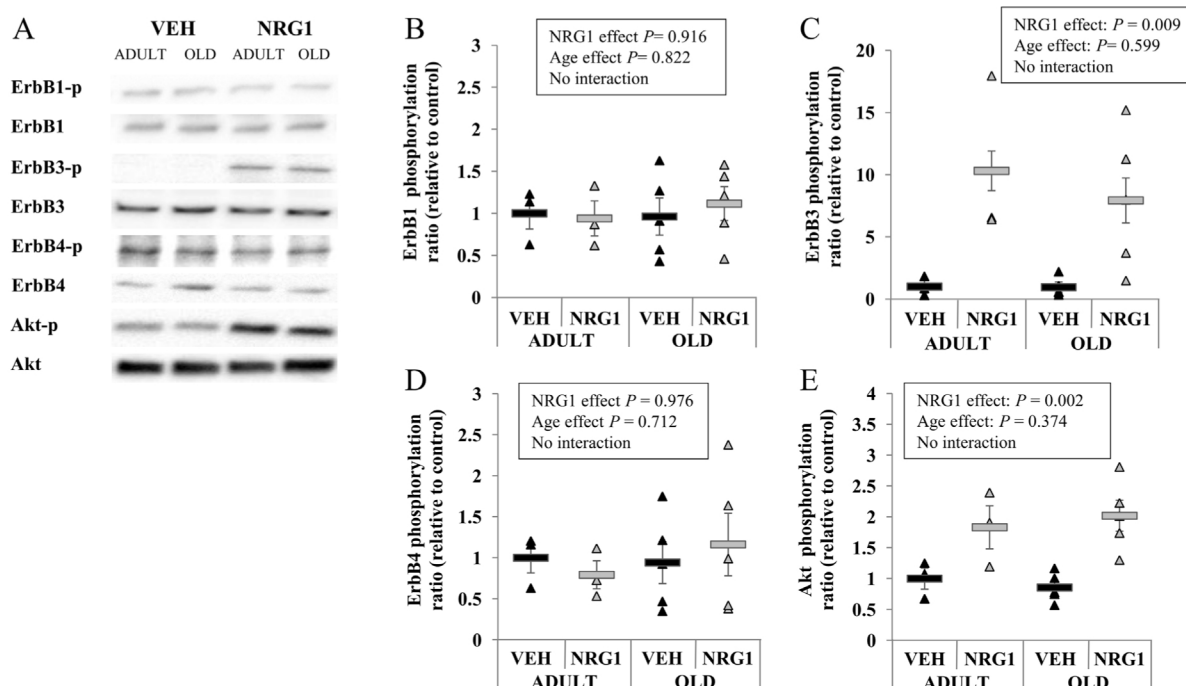 A
VEH NRG1
ADULT OLD ADULT OLD
ErbB1-p
ErbB1
ErbB3-p
ErbB3
ErbB4-p
ErbB4
Akt-p
Akt
B
NRG1 effect P= 0.916
Age effect P= 0.822
No interaction
ErbB1 phosphorylation
ratio (relative to control)
3
2.5
2
1.5
1
0.5
0
VEH NRG1 VEH NRG1
ADULT OLD
C
NRG1 effect: P = 0.009
Age effect: P= 0.599
No interaction
ErbB3 phosphorylation
ratio (relative to control)
20
15
10
5
0
VEH NRG1 VEH NRG1
ADULT OLD
D
NRG1 effect P = 0.976
Age effect P = 0.712
No interaction
ErbB4 phosphorylation
ratio (relative to control)
3
2.5
2
1.5
1
0.5
0
VEH NRG1 VEH NRG1
ADULT OLD
E
NRG1 effect: P = 0.002
Age effect: P = 0.374
No interaction
Akt phosphorylation
ratio (relative to control)
4
3.5
3
2.5
2
1.5
1
0.5
0
VEH NRG1 VEH NRG1
ADULT OLD